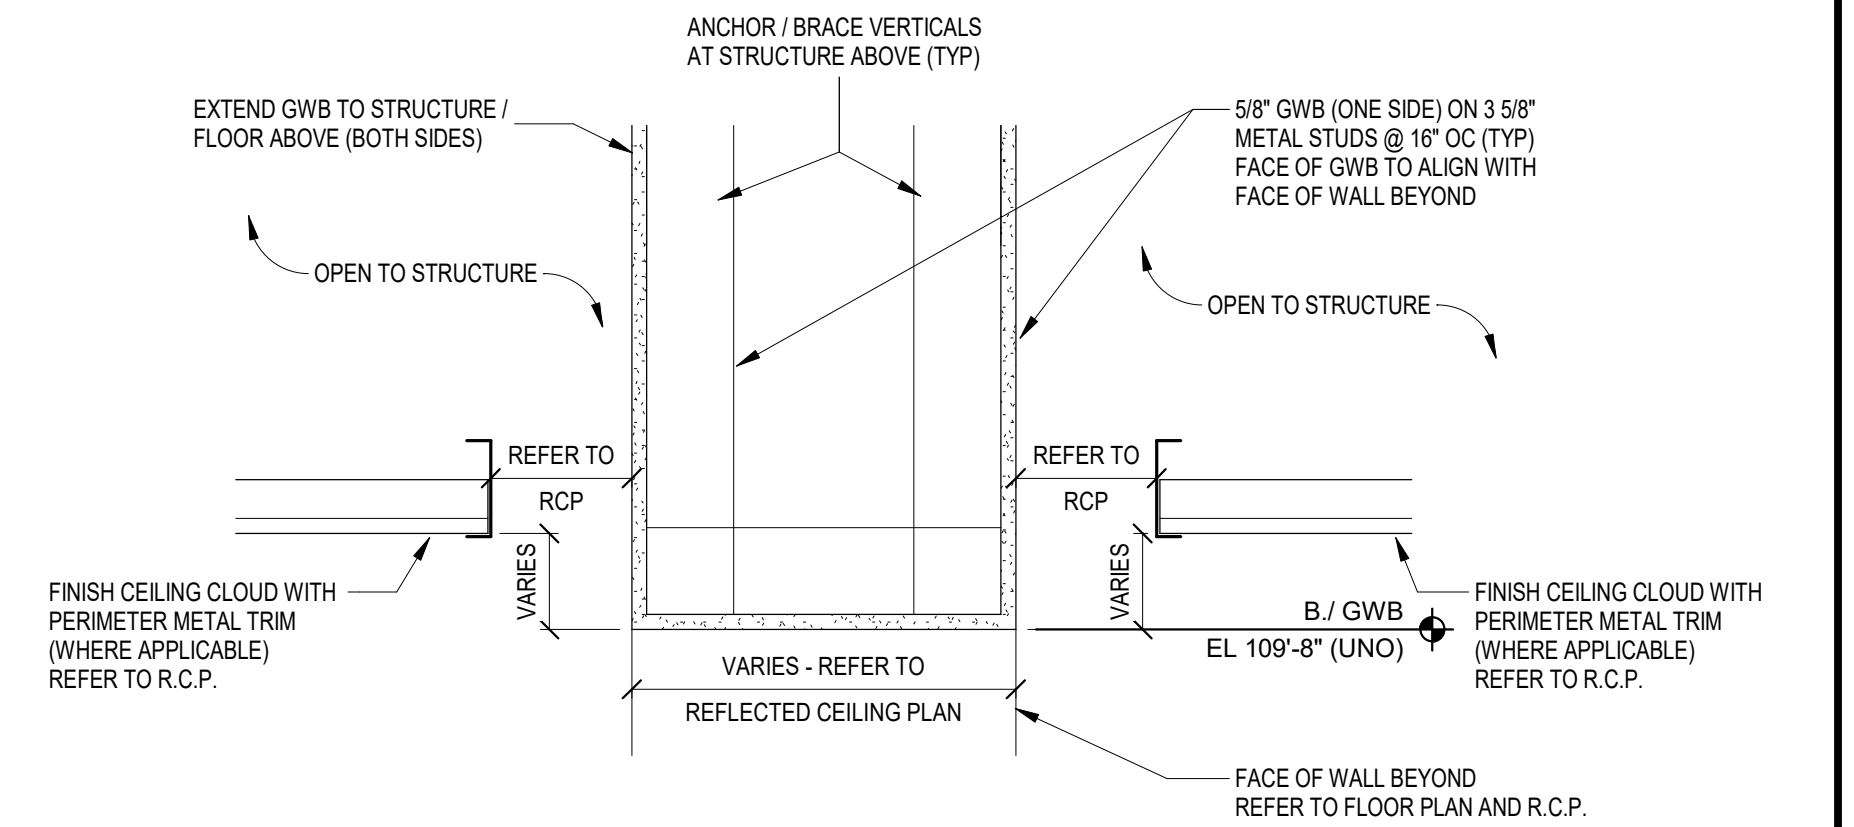 ANCHOR / BRACE VERTICALS
AT STRUCTURE ABOVE (TYP)
EXTEND GWB TO STRUCTURE /
FLOOR ABOVE (BOTH SIDES)
5/8" GWB (ONE SIDE) ON 3 5/8"
METAL STUDS @ 16" OC (TYP)
FACE OF GWB TO ALIGN WITH
FACE OF WALL BEYOND
OPEN TO STRUCTURE
OPEN TO STRUCTURE
REFER TO
RCP
REFER TO
RCP
VARIES
VARIES
FINISH CEILING CLOUD WITH
PERIMETER METAL TRIM
(WHERE APPLICABLE)
REFER TO R.C.P.
B./ GWB
EL 109'-8" (UNO)
FINISH CEILING CLOUD WITH
PERIMETER METAL TRIM
(WHERE APPLICABLE)
REFER TO R.C.P.
VARIES - REFER TO
REFLECTED CEILING PLAN
FACE OF WALL BEYOND
REFER TO FLOOR PLAN AND R.C.P.